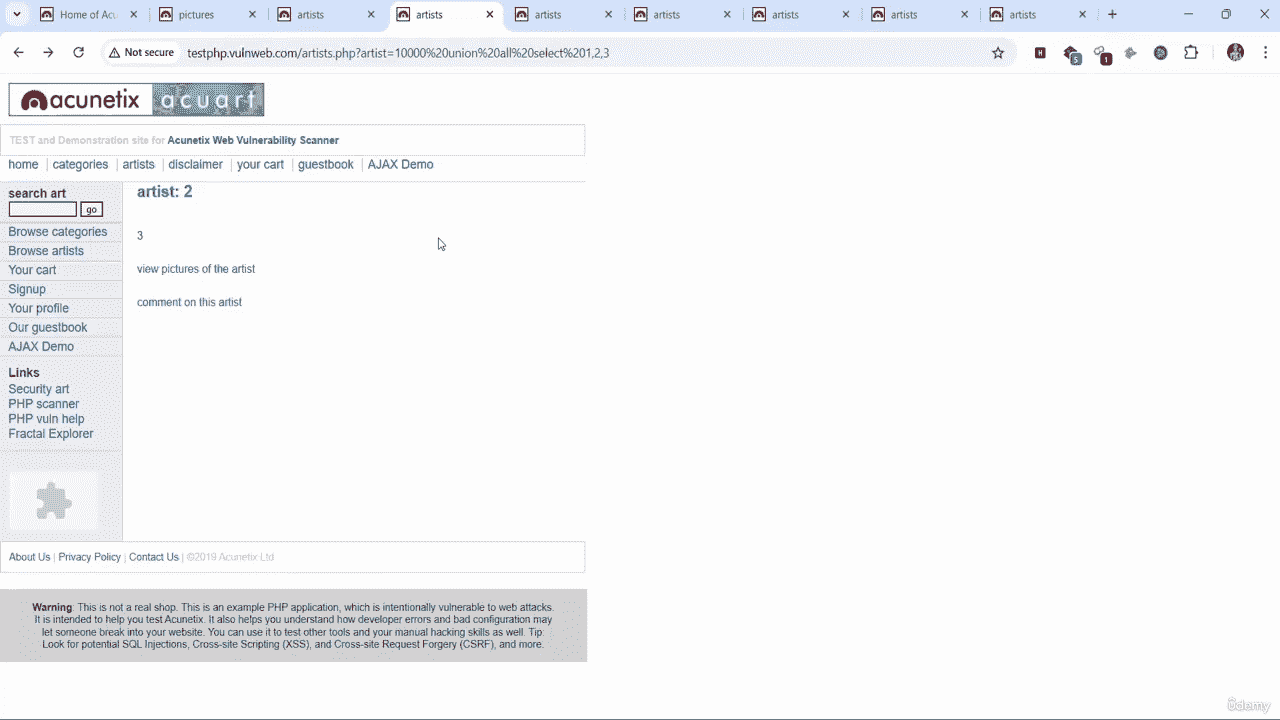 Home of Acu
pictures
artists
artists
artists
artists
artists
artists
artists
Not secure
testphp.vulnweb.com/artists.php?artist=10000%20union%20all%20select%201,2,3
H
5
1
acunetix acuart
TEST and Demonstration site for Acunetix Web Vulnerability Scanner
home | categories | artists | disclaimer | your cart | guestbook | AJAX Demo
search art
go
Browse categories
Browse artists
Your cart
Signup
Your profile
Our guestbook
AJAX Demo
Links
Security art
PHP scanner
PHP vuln help
Fractal Explorer
artist: 2
3
view pictures of the artist
comment on this artist
About Us | Privacy Policy | Contact Us | ©2019 Acunetix Ltd
Warning: This is not a real shop. This is an example PHP application, which is intentionally vulnerable to web attacks.
It is intended to help you test Acunetix. It also helps you understand how developer errors and bad configuration may
let someone break into your website. You can use it to test other tools and your manual hacking skills as well. Tip:
Look for potential SQL Injections, Cross-site Scripting (XSS), and Cross-site Request Forgery (CSRF), and more.
ûdemy